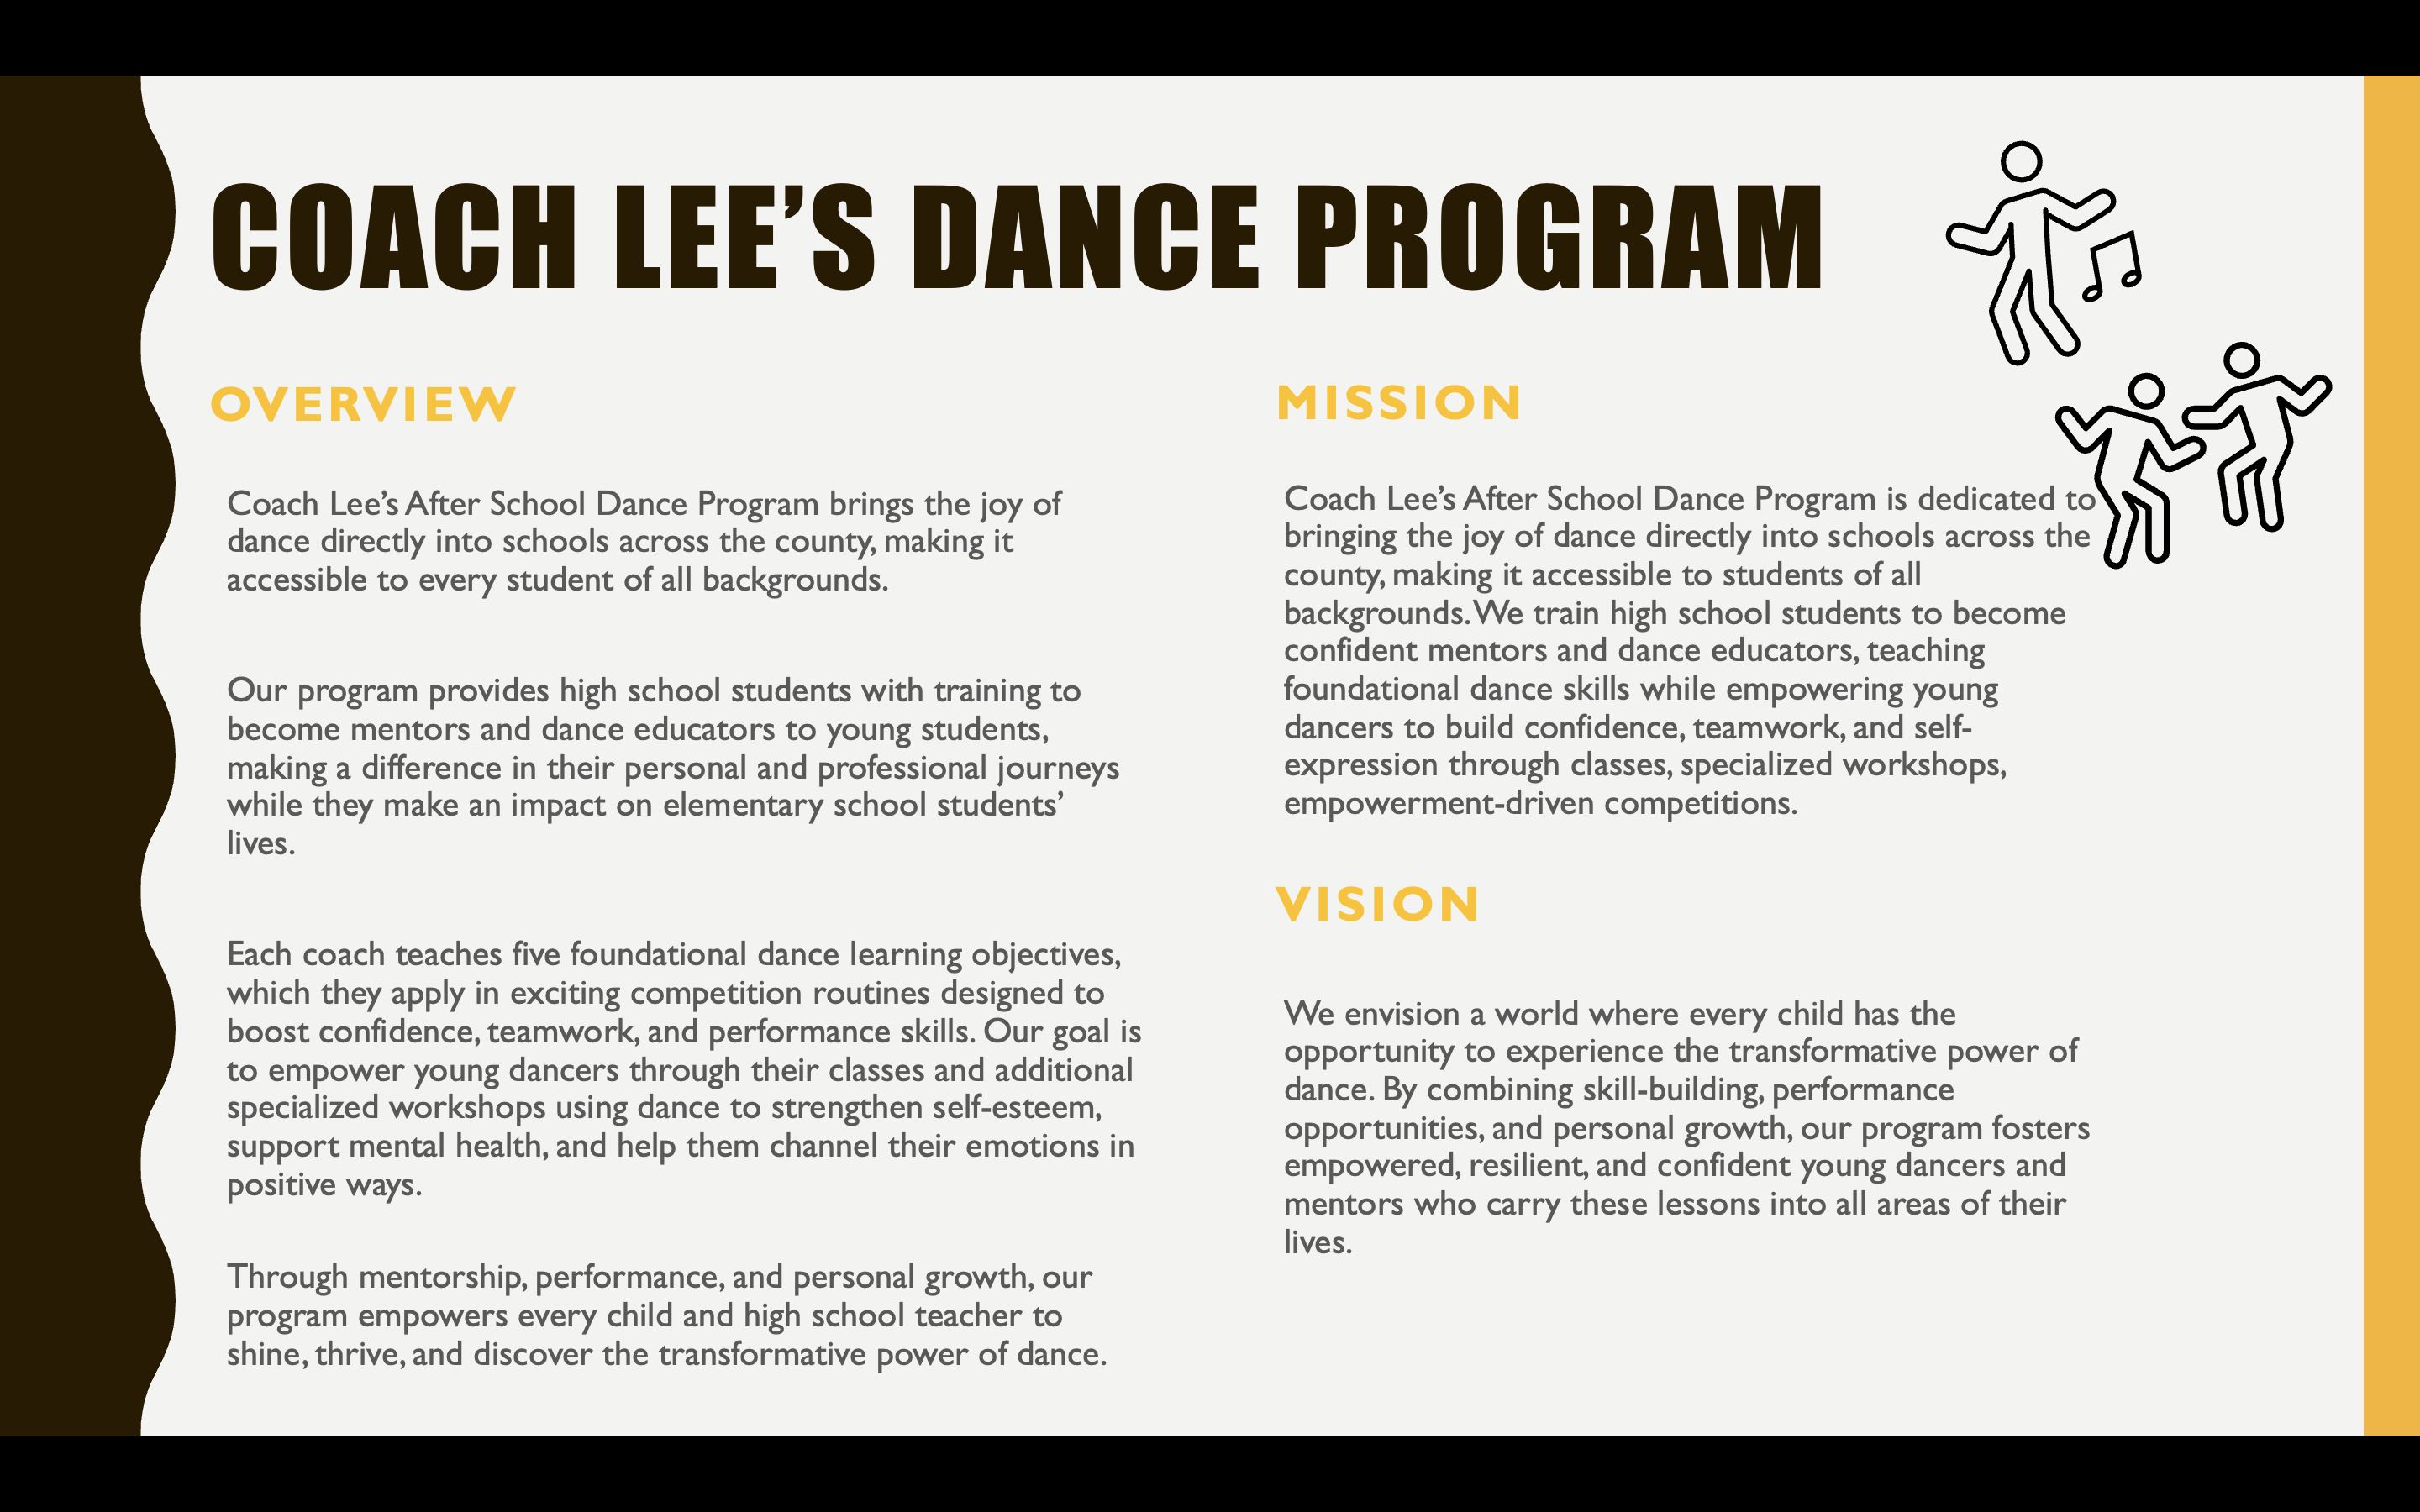 COACH LEE’S DANCE PROGRAM
OVERVIEW
Coach Lee’s After School Dance Program brings the joy of
dance directly into schools across the county, making it
accessible to every student of all backgrounds.
Our program provides high school students with training to
become mentors and dance educators to young students,
making a difference in their personal and professional journeys
while they make an impact on elementary school students’
lives.
Each coach teaches five foundational dance learning objectives,
which they apply in exciting competition routines designed to
boost confidence, teamwork, and performance skills. Our goal is
to empower young dancers through their classes and additional
specialized workshops using dance to strengthen self-esteem,
support mental health, and help them channel their emotions in
positive ways.
Through mentorship, performance, and personal growth, our
program empowers every child and high school teacher to
shine, thrive, and discover the transformative power of dance.
MISSION
Coach Lee’s After School Dance Program is dedicated to
bringing the joy of dance directly into schools across the
county, making it accessible to students of all
backgrounds. We train high school students to become
confident mentors and dance educators, teaching
foundational dance skills while empowering young
dancers to build confidence, teamwork, and self-
expression through classes, specialized workshops,
empowerment-driven competitions.
VISION
We envision a world where every child has the
opportunity to experience the transformative power of
dance. By combining skill-building, performance
opportunities, and personal growth, our program fosters
empowered, resilient, and confident young dancers and
mentors who carry these lessons into all areas of their
lives.